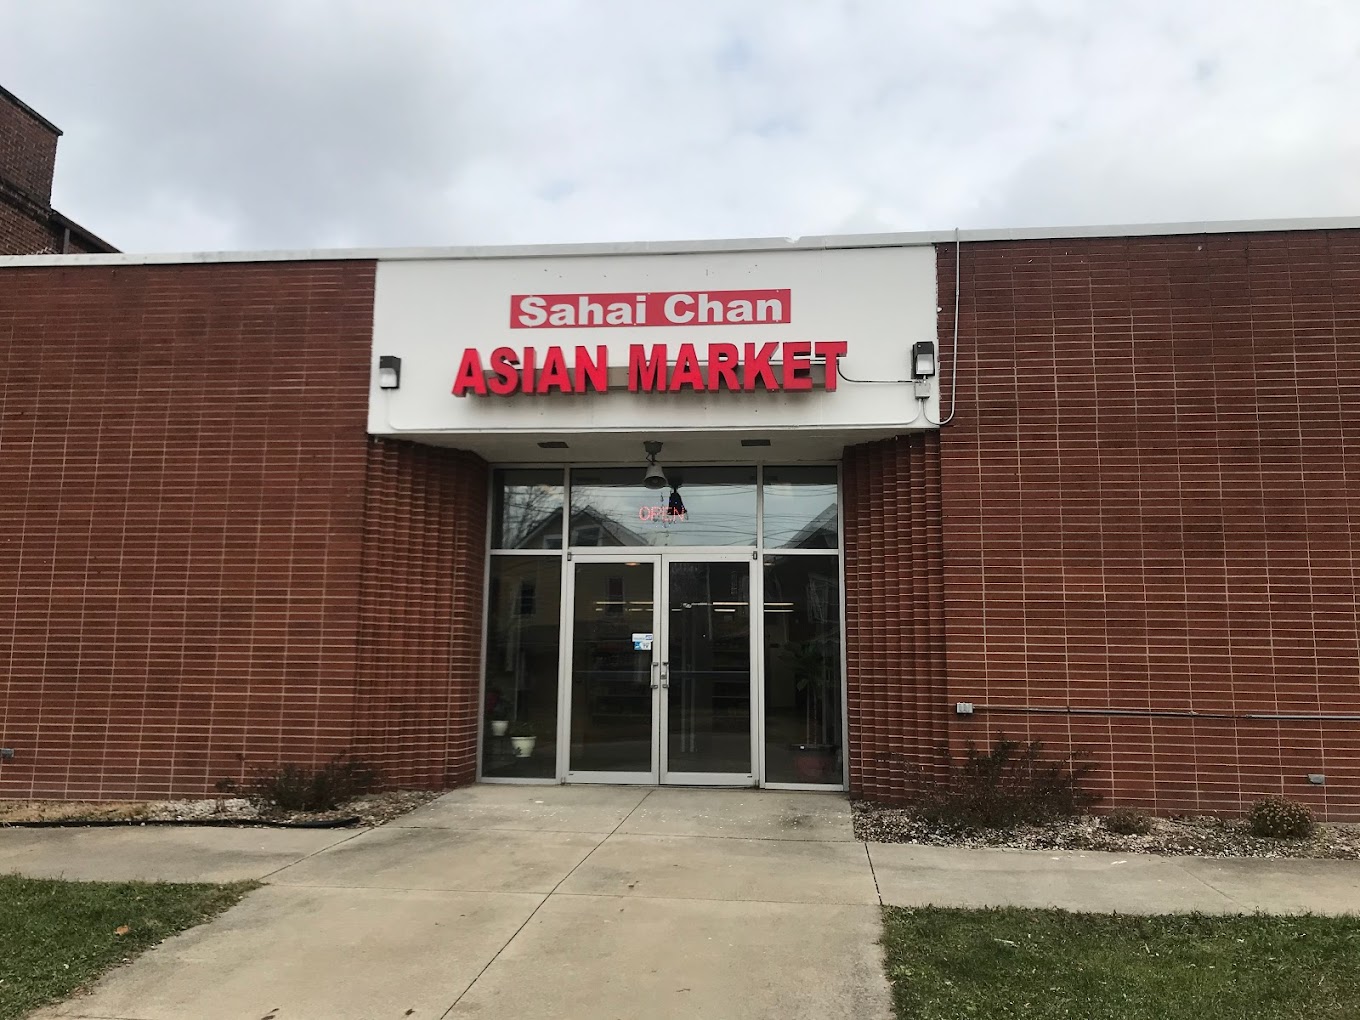 Sahai Chan
ASIAN MARKET
OPEN